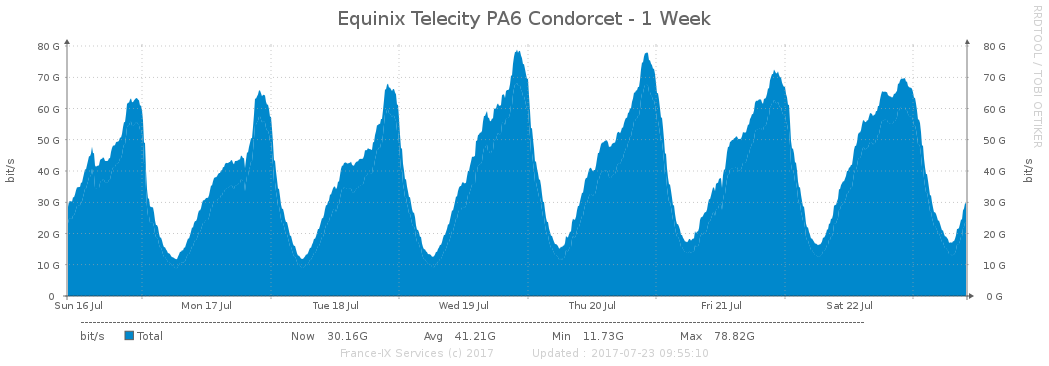 Equinix Telecity PA6 Condorcet - 1 Week
RRDTOOL / TOBI OETIKER
80 G 80 G
70 G 70 G
60 G 60 G
50 G 50 G
40 G 40 G
30 G 30 G
20 G 20 G
10 G 10 G
0 0 G
bit/s bit/s
Sun 16 Jul Mon 17 Jul Tue 18 Jul Wed 19 Jul Thu 20 Jul Fri 21 Jul Sat 22 Jul
bit/s Total Now 30.16G Avg 41.21G Min 11.73G Max 78.82G
France-IX Services (c) 2017 Updated : 2017-07-23 09:55:10